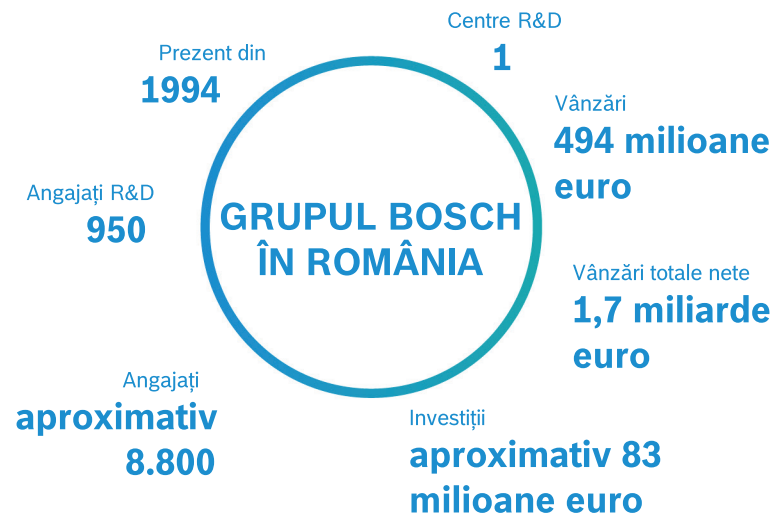 Centre R&D
1
Prezent din
1994
Vânzări
494 milioane
euro
Angajați R&D
950
GRUPUL BOSCH
ÎN ROMÂNIA
Vânzări totale nete
1,7 miliarde
euro
Angajați
aproximativ
8.800
Investiții
aproximativ 83
milioane euro